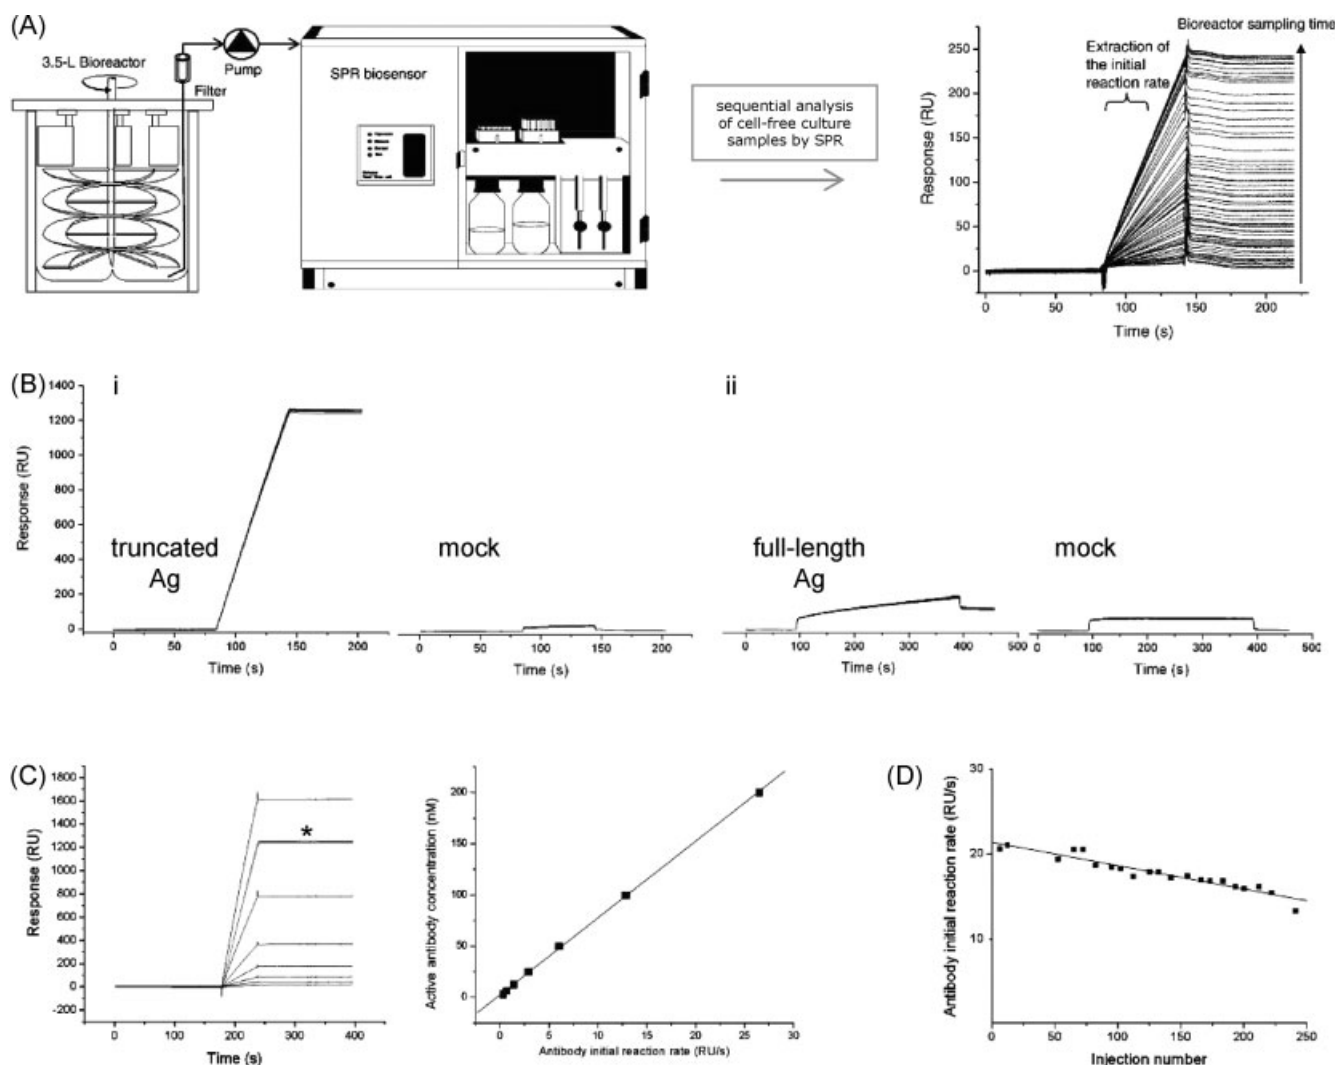 (A)
3.5-L Bioreactor
Filter
Pump
SPR biosensor
sequential analysis
of cell-free culture
samples by SPR
Bioreactor sampling time
Extraction of
the initial
reaction rate
Response (RU)
250
200
150
100
50
0
0 50 100 150 200
Time (s)
(B)
i
Response (RU)
1400
1200
1000
800
600
400
200
0
truncated
Ag
0 50 100 150 200
Time (s)
mock
0 50 100 150 200
Time (s)
ii
full-length
Ag
0 100 200 300 400 500
Time (s)
mock
0 100 200 300 400 500
Time (s)
(C)
Response (RU)
1800
1600
1400
1200
1000
800
600
400
200
0
-200
*
0 100 200 300 400
Time (s)
Active antibody concentration (nM)
200
150
100
50
0
0 5 10 15 20 25 30
Antibody initial reaction rate (RU/s)
(D)
Antibody initial reaction rate (RU/s)
30
20
10
0 50 100 150 200 250
Injection number